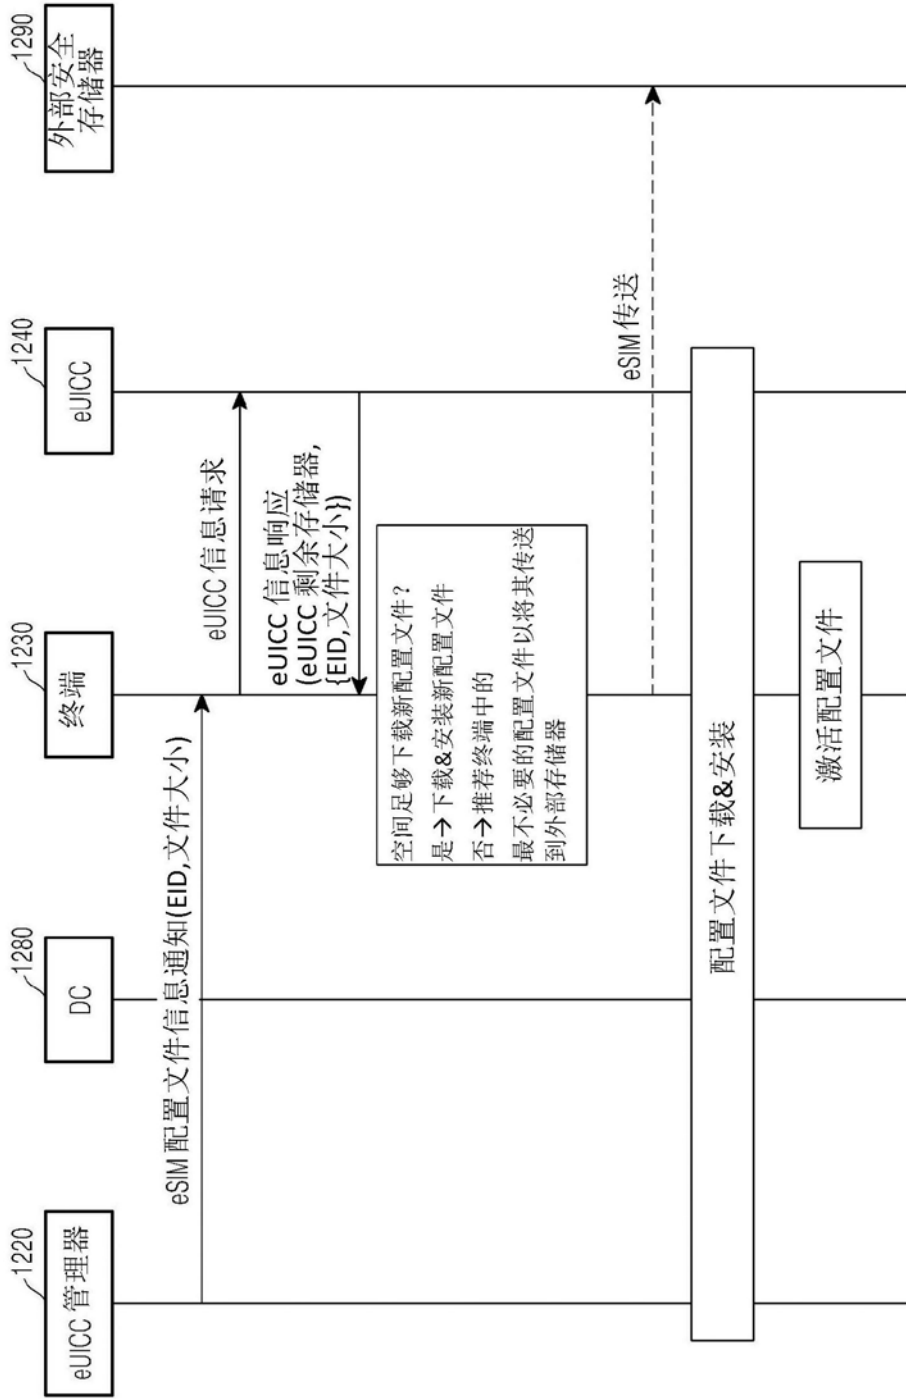 1220
1280
1230
1240
1290
eUICC 管理器
DC
终端
eUICC
外部安全
存储器
eSIM 配置文件信息通知(EID,文件大小)
eUICC 信息请求
eUICC 信息响应
(eUICC 剩余存储器,
{EID,文件大小})
空间足够下载新配置文件?
是→下载&安装新配置文件
否→推荐终端中的
最不必要的配置文件以将其传送
到外部存储器
eSIM 传送
配置文件下载&安装
激活配置文件